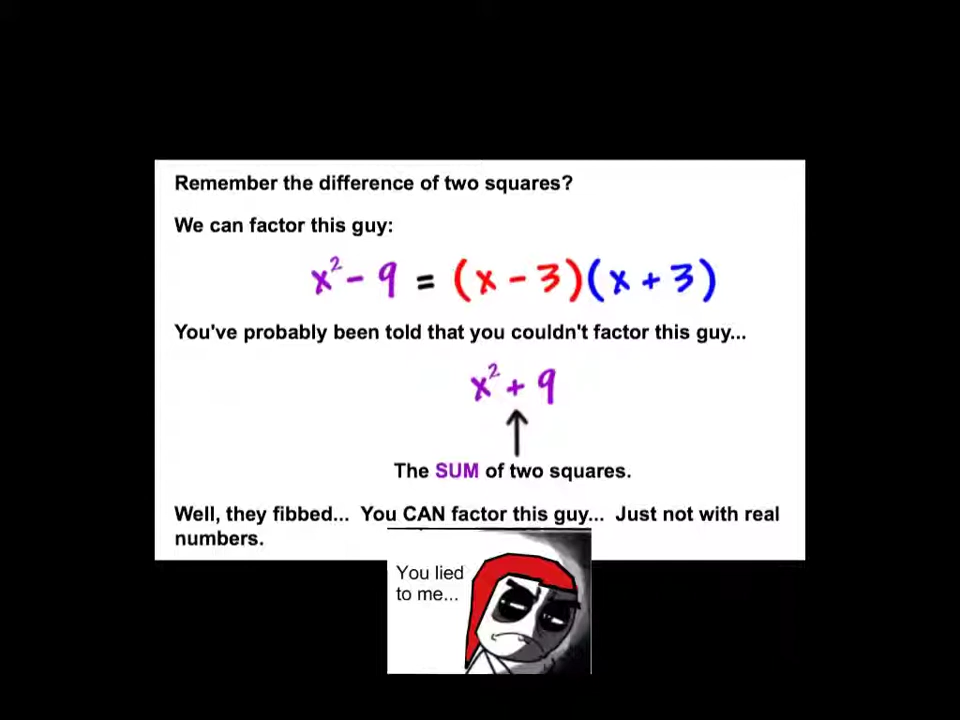 Remember the difference of two squares?
We can factor this guy:
x² - 9 = (x - 3)(x + 3)
You've probably been told that you couldn't factor this guy...
x² + 9
The SUM of two squares.
Well, they fibbed... You CAN factor this guy... Just not with real
numbers.
You lied
to me...